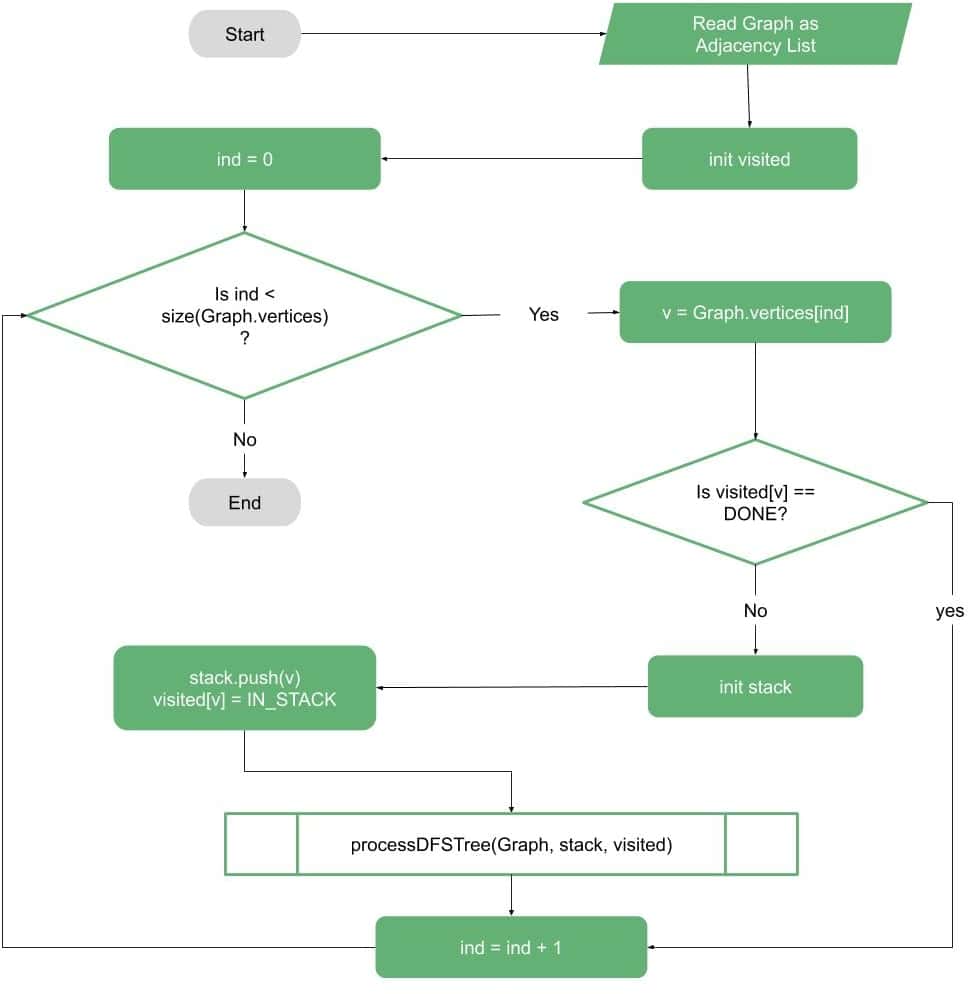 Start
Read Graph as
Adjacency List
ind = 0
init visited
Is ind <
size(Graph.vertices)
?
Yes
v = Graph.vertices[ind]
No
End
Is visited[v] ==
DONE?
No
yes
stack.push(v)
visited[v] = IN_STACK
init stack
processDFSTree(Graph, stack, visited)
ind = ind + 1